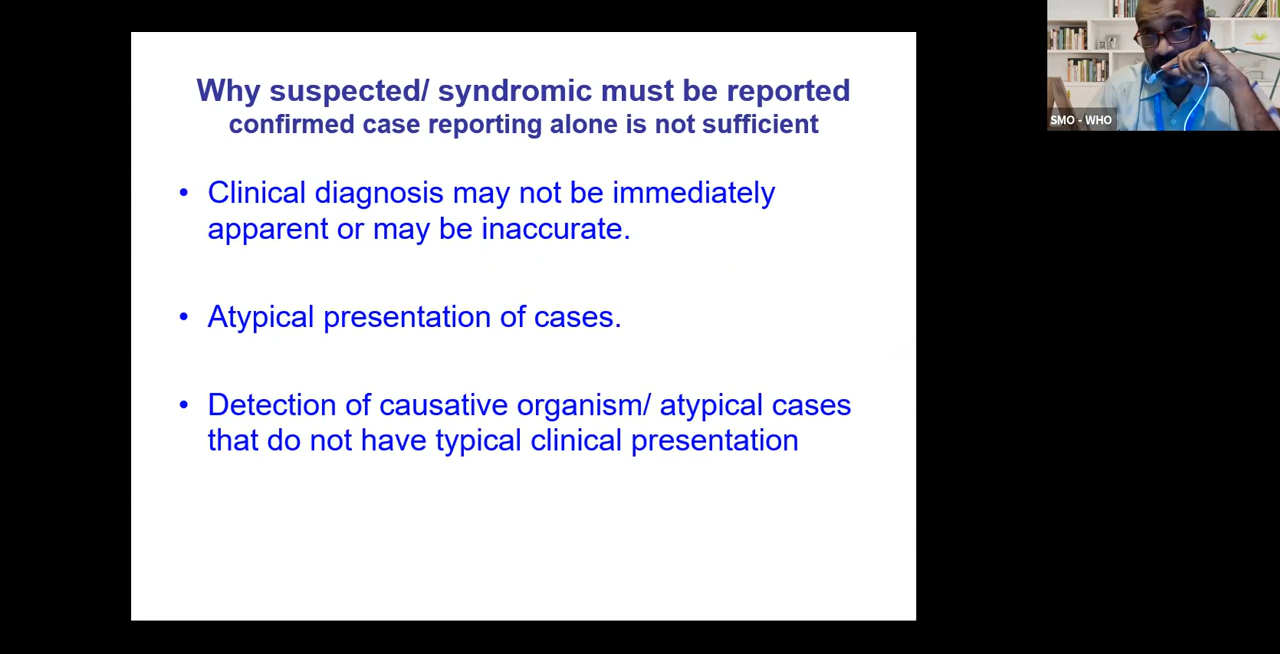 Why suspected/ syndromic must be reported
confirmed case reporting alone is not sufficient
• Clinical diagnosis may not be immediately
apparent or may be inaccurate.
• Atypical presentation of cases.
• Detection of causative organism/ atypical cases
that do not have typical clinical presentation
SMO - WHO